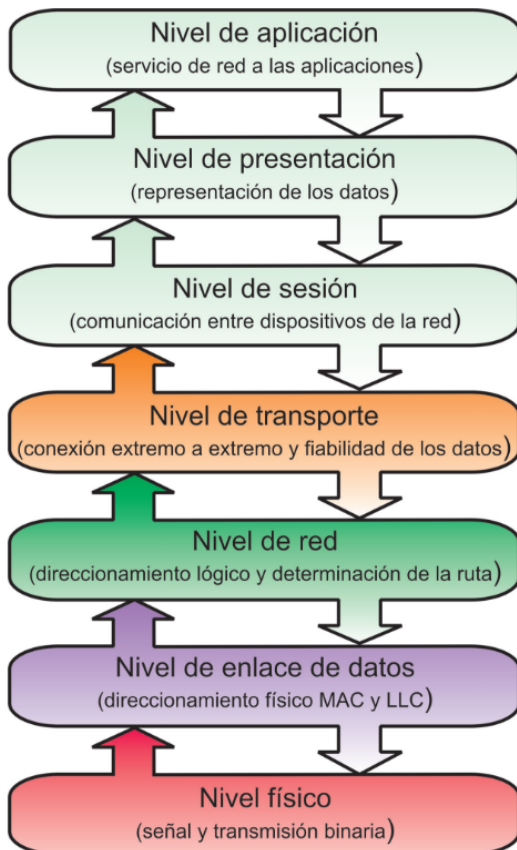 Nivel de aplicación
(servicio de red a las aplicaciones)
Nivel de presentación
(representación de los datos)
Nivel de sesión
(comunicación entre dispositivos de la red)
Nivel de transporte
(conexión extremo a extremo y fiabilidad de los datos)
Nivel de red
(direccionamiento lógico y determinación de la ruta)
Nivel de enlace de datos
(direccionamiento físico MAC y LLC)
Nivel físico
(señal y transmisión binaria)